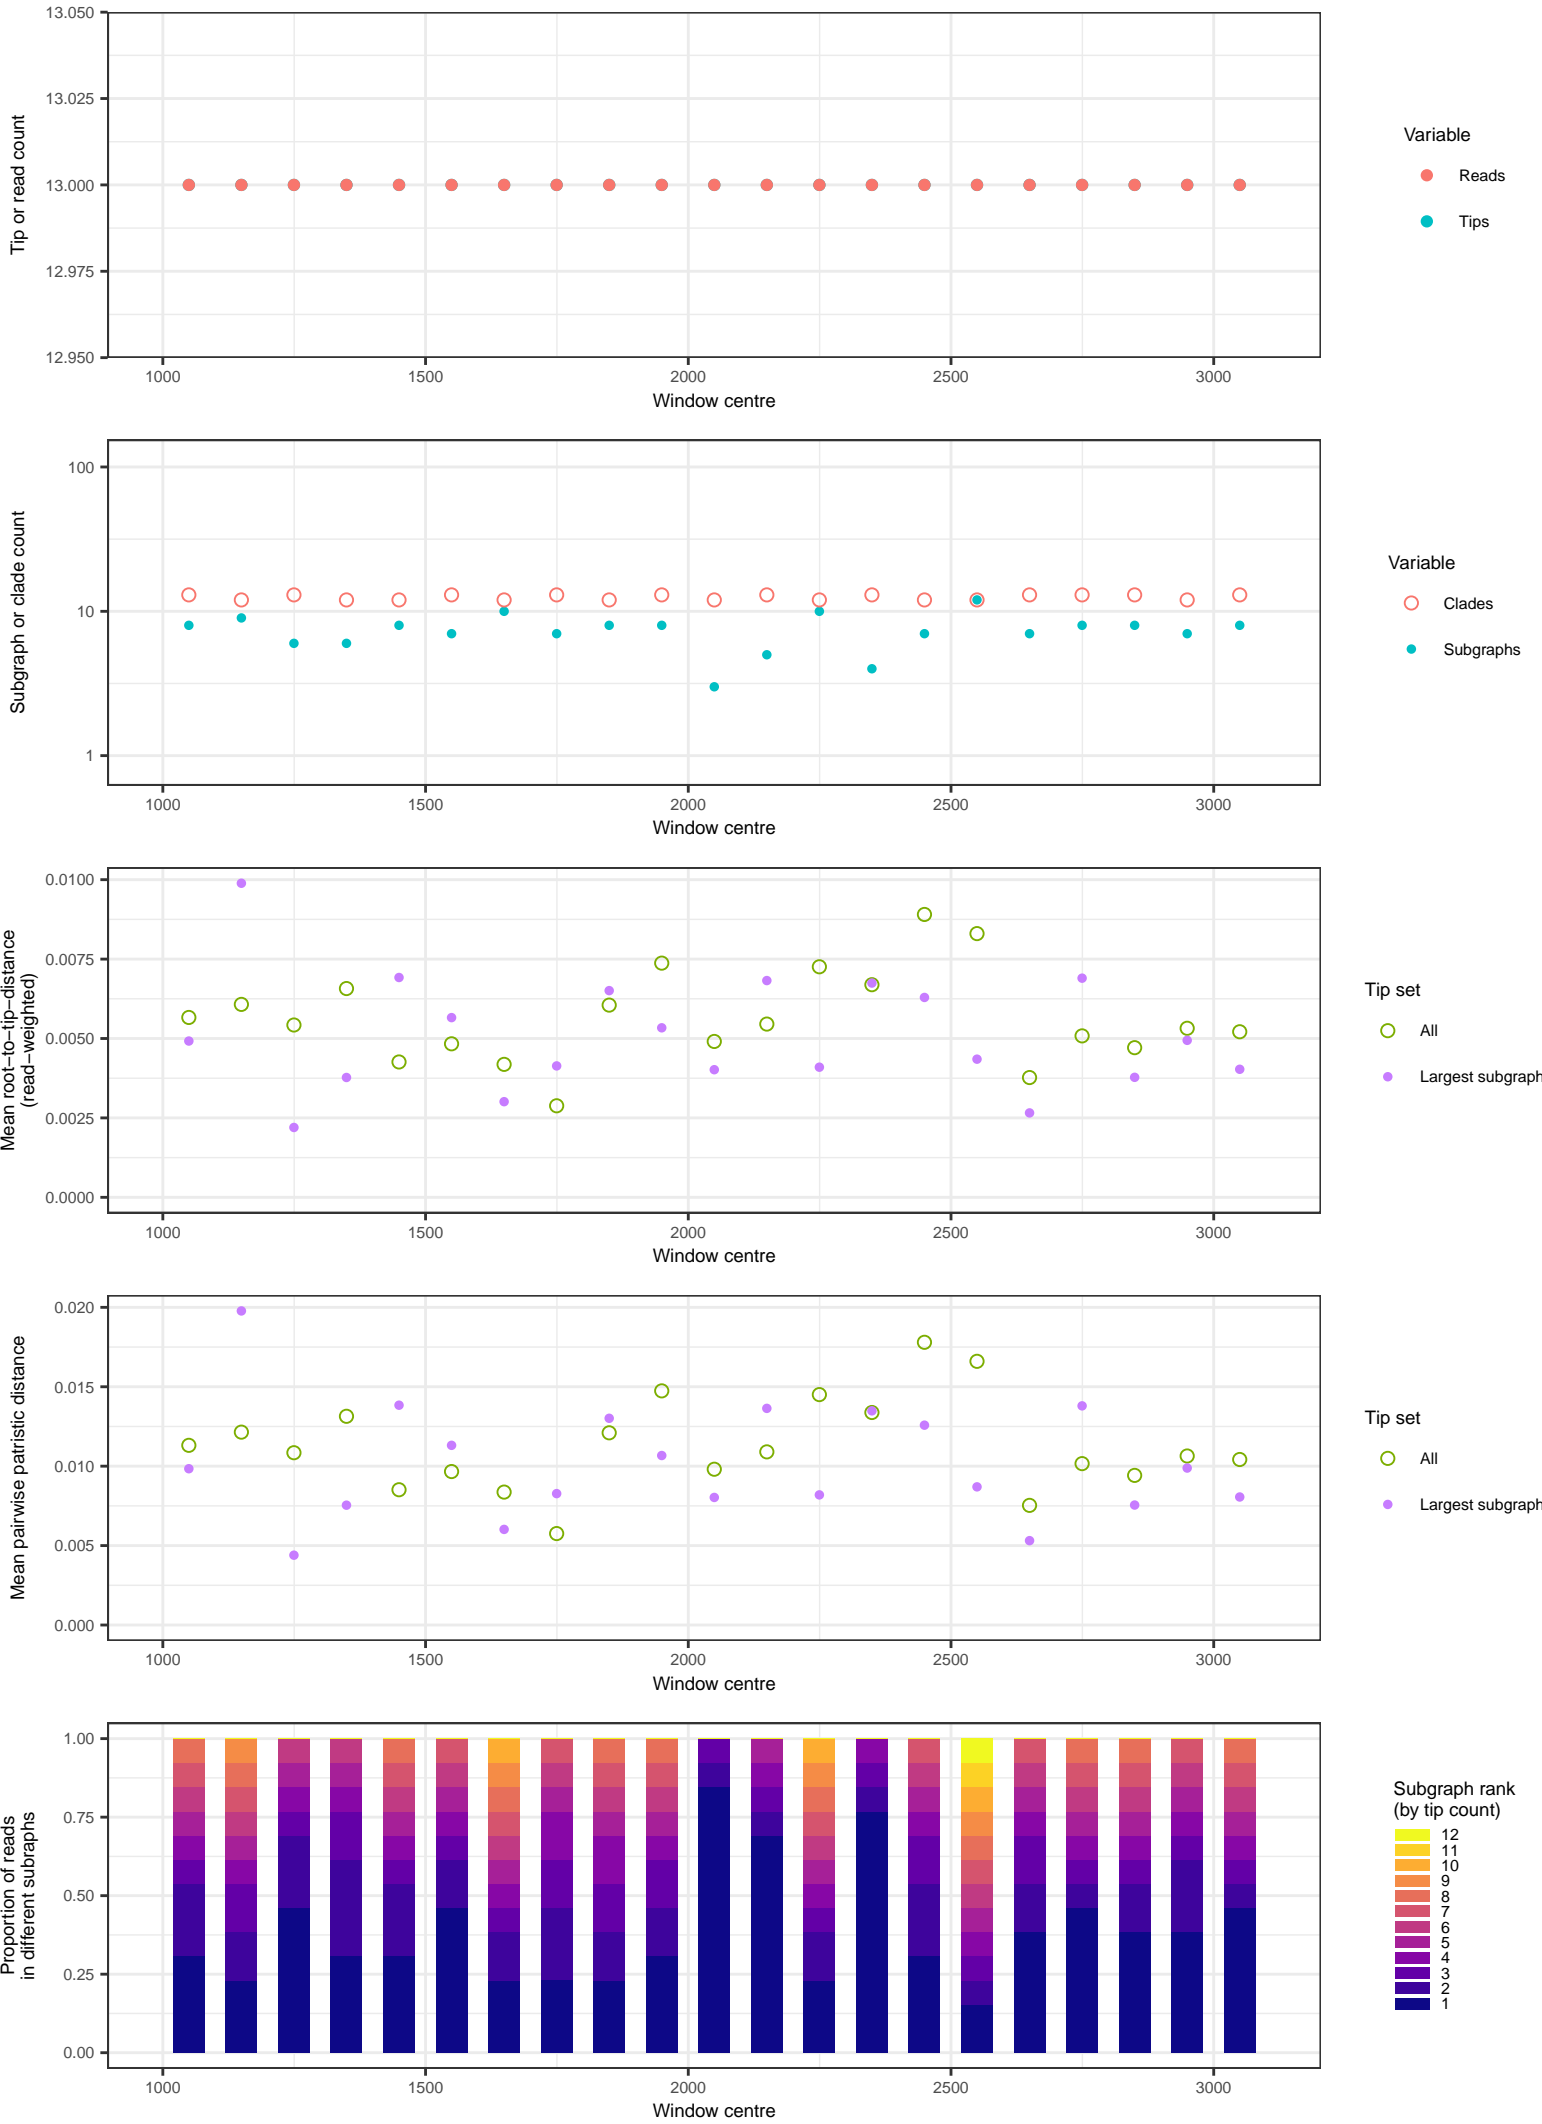 13.050
13.025
13.000
12.975
12.950
Tip or read count
1000 1500 2000 2500 3000
Window centre
Variable
Reads
Tips
100
10
1
Subgraph or clade count
1000 1500 2000 2500 3000
Window centre
Variable
Clades
Subgraphs
0.0100
0.0075
0.0050
0.0025
0.0000
Mean root−to−tip−distance
(read−weighted)
1000 1500 2000 2500 3000
Window centre
Tip set
All
Largest subgraph
0.020
0.015
0.010
0.005
0.000
Mean pairwise patristic distance
1000 1500 2000 2500 3000
Window centre
Tip set
All
Largest subgraph
1.00
0.75
0.50
0.25
0.00
Proportion of reads
in different subraphs
1000 1500 2000 2500 3000
Window centre
Subgraph rank
(by tip count)
12
11
10
9
8
7
6
5
4
3
2
1